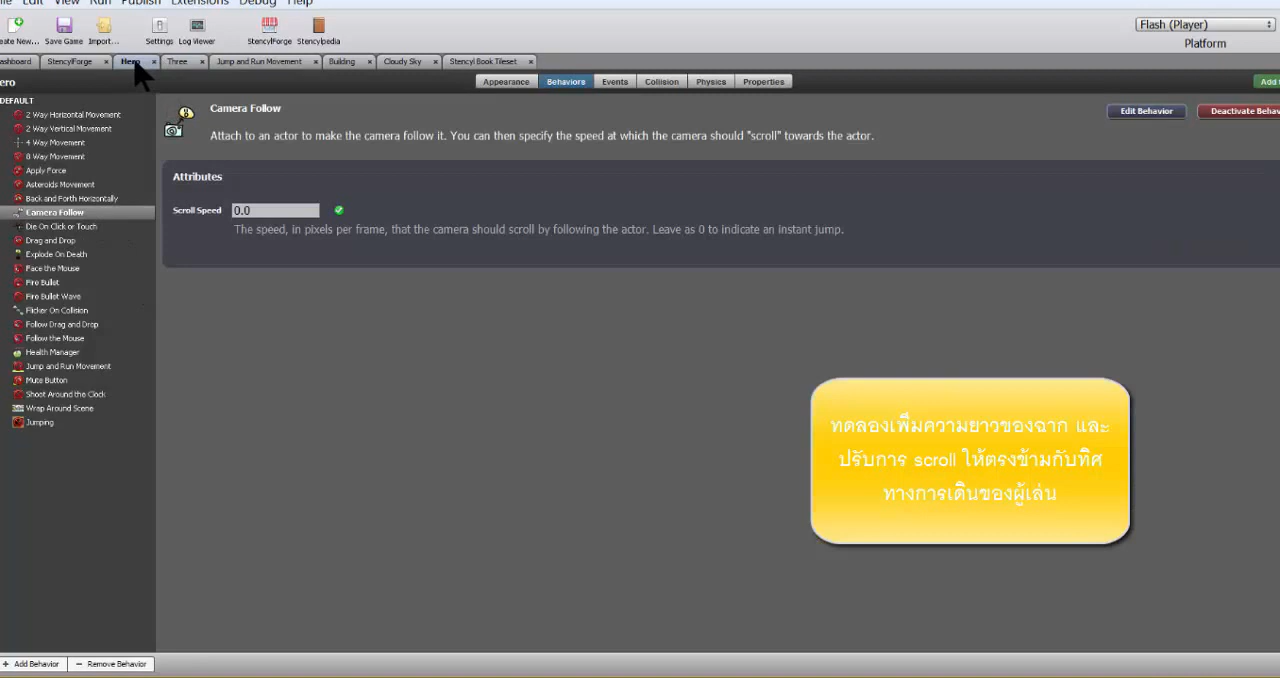 Edit View Run Publish Extensions Debug Help
Save Game Import... Settings Log Viewer StencylForge Stencylpedia
Flash (Player)
Platform
StencylForge × Hero × Three × Jump and Run Movement × Building × Cloudy Sky × Stencyl Book Tileset ×
Appearance Behaviors Events Collision Physics Properties
DEFAULT
2 Way Horizontal Movement
2 Way Vertical Movement
4 Way Movement
8 Way Movement
Apply Force
Asteroids Movement
Back and Forth Horizontally
Camera Follow
Die On Click or Touch
Drag and Drop
Explode On Death
Face the Mouse
Fire Bullet
Fire Bullet Wave
Flicker On Collision
Follow Drag and Drop
Follow the Mouse
Health Manager
Jump and Run Movement
Mute Button
Shoot Around the Clock
Wrap Around Scene
Jumping
+ Add Behavior − Remove Behavior
Camera Follow
Edit Behavior
Attach to an actor to make the camera follow it. You can then specify the speed at which the camera should "scroll" towards the actor.
Attributes
Scroll Speed 0.0
The speed, in pixels per frame, that the camera should scroll by following the actor. Leave as 0 to indicate an instant jump.
ทดลองเพิ่มความยาวของฉาก และ
ปรับการ scroll ให้ตรงข้ามกับทิศ
ทางการเดินของผู้เล่น